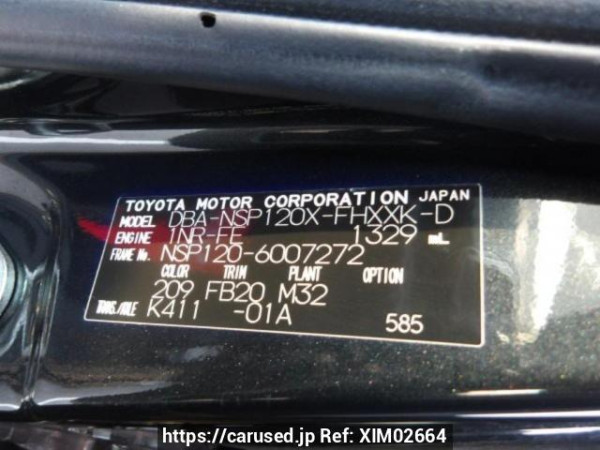 TOYOTA MOTOR CORPORATION JAPAN
MODEL DBA-NSP120X-FHXXK-D
ENGINE 1NR-FE 1329 mL
FRAME No. NSP120-6007272
COLOR TRIM PLANT OPTION
209 FB20 M32
TRANS./AXLE K411 -01A
585
https://carused.jp Ref: XIM02664